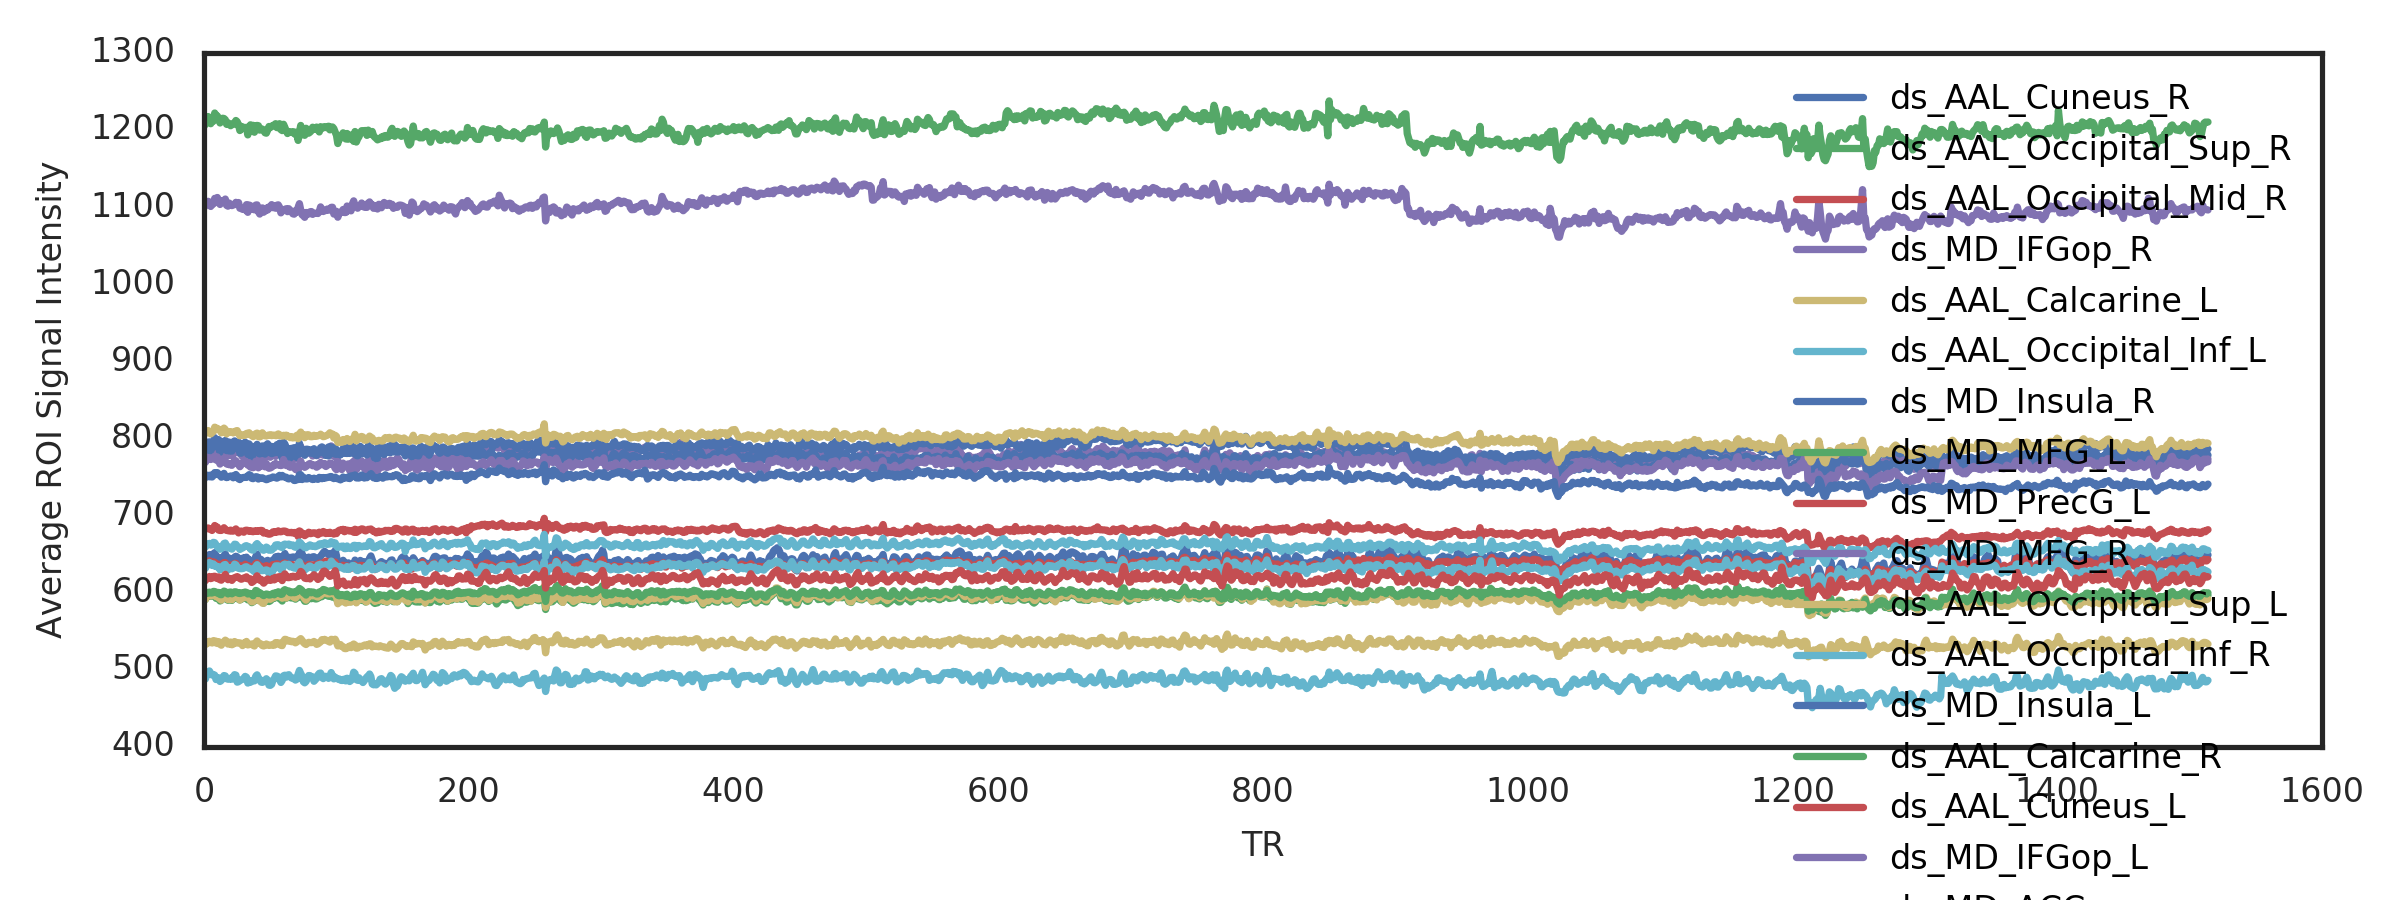 Average ROI Signal Intensity
1300
1200
1100
1000
900
800
700
600
500
400
0 200 400 600 800 1000 1200 1400 1600
TR
ds_AAL_Cuneus_R
ds_AAL_Occipital_Sup_R
ds_AAL_Occipital_Mid_R
ds_MD_IFGop_R
ds_AAL_Calcarine_L
ds_AAL_Occipital_Inf_L
ds_MD_Insula_R
ds_MD_MFG_L
ds_MD_PrecG_L
ds_MD_MFG_R
ds_AAL_Occipital_Sup_L
ds_AAL_Occipital_Inf_R
ds_MD_Insula_L
ds_AAL_Calcarine_R
ds_AAL_Cuneus_L
ds_MD_IFGop_L